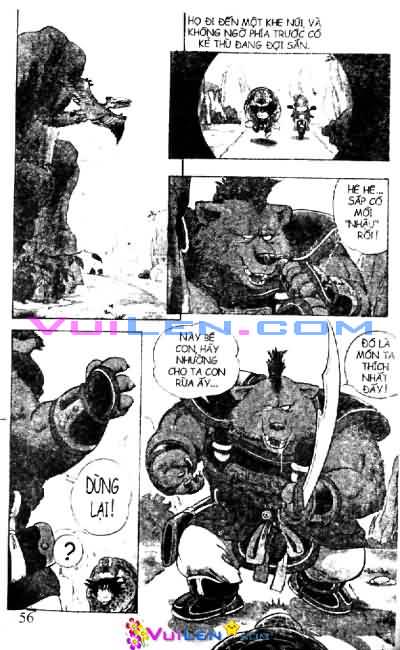 HỌ ĐI ĐẾN MỘT KHE NÚI, VÀ
KHÔNG NGỜ PHÍA TRƯỚC CÓ
KẺ THÙ ĐANG ĐỢI SẴN.
HÊ HÊ...
SẮP CÓ
MỒI
"NHẬU"
RỒI!
VUILEN.COM
DỪNG
LẠI!
?
NÀY BÉ
CON, HÃY
NHƯỜNG
CHO TA CON
RÙA ẤY...
ĐÓ LÀ
MÓN TA
THÍCH
NHẤT
ĐẤY!
56
VUILEN
.COM